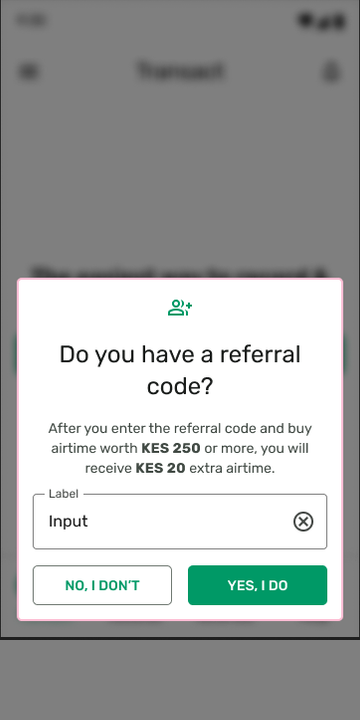 Transact
Do you have a referral
code?
After you enter the referral code and buy
airtime worth KES 250 or more, you will
receive KES 20 extra airtime.
Label
Input
NO, I DON'T
YES, I DO